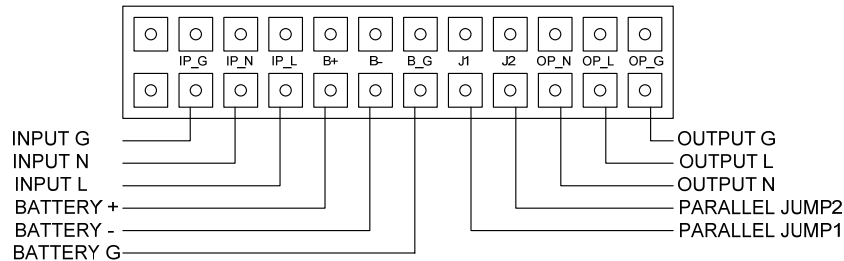 IP_G IP_N IP_L B+ B- B_G J1 J2 OP_N OP_L OP_G
INPUT G
INPUT N
INPUT L
BATTERY +
BATTERY -
BATTERY G
OUTPUT G
OUTPUT L
OUTPUT N
PARALLEL JUMP2
PARALLEL JUMP1